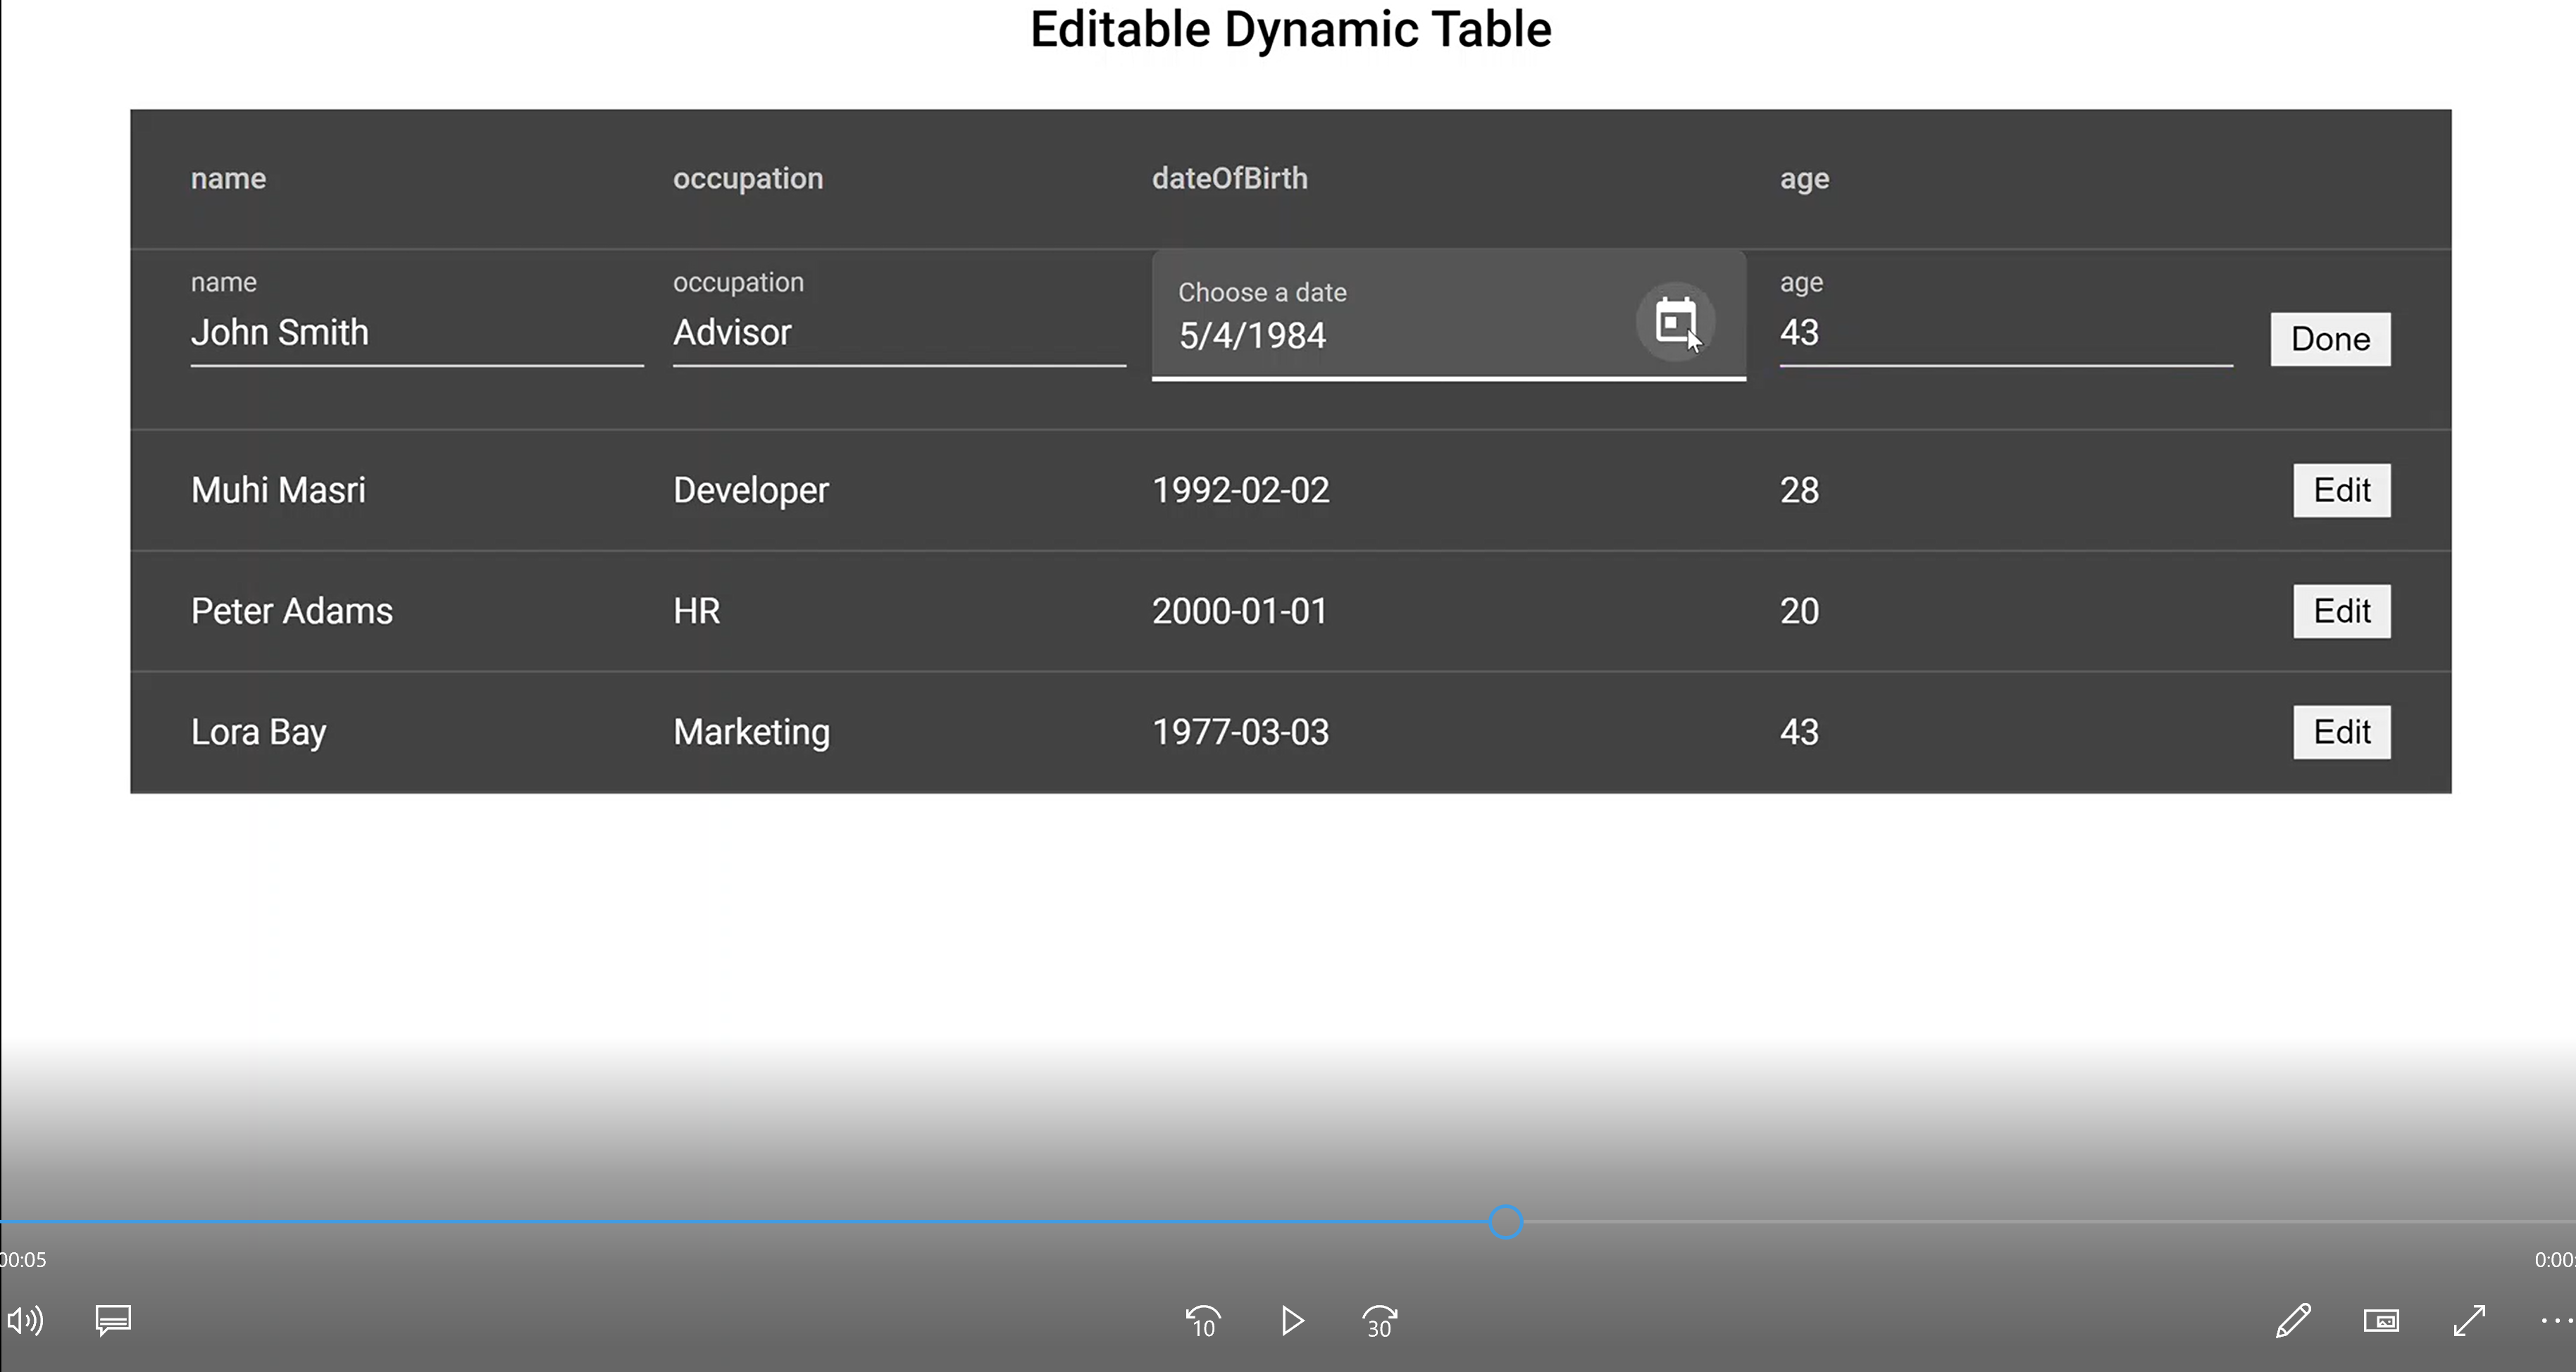 Editable Dynamic Table
name occupation dateOfBirth age
name occupation Choose a date age
John Smith Advisor 5/4/1984 43 Done
Muhi Masri Developer 1992-02-02 28 Edit
Peter Adams HR 2000-01-01 20 Edit
Lora Bay Marketing 1977-03-03 43 Edit
00:05 0:00:
10 30